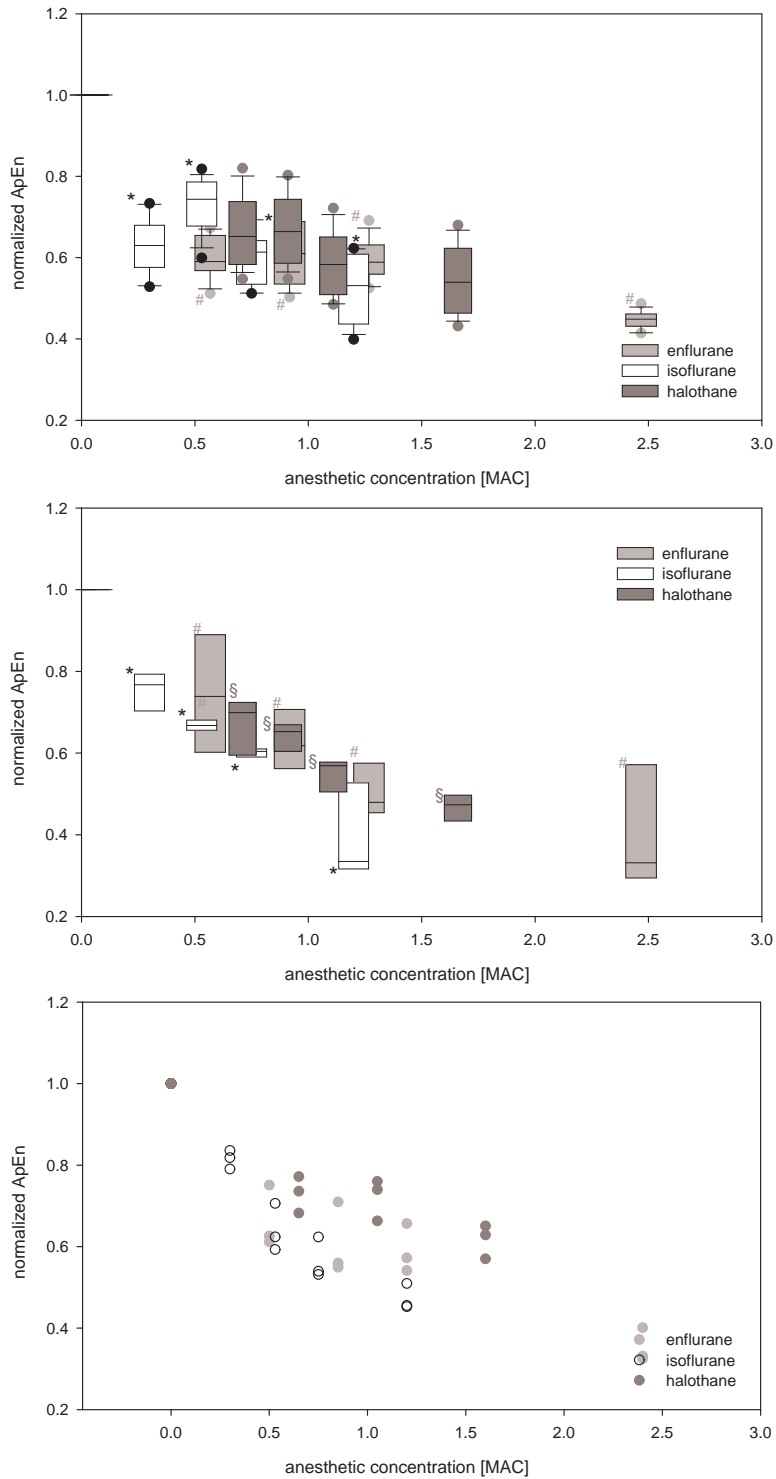 1.2
1.0
0.8
0.6
0.4
0.2
normalized ApEn
* * * * # # # #
enflurane
isoflurane
halothane
0.0 0.5 1.0 1.5 2.0 2.5 3.0
anesthetic concentration [MAC]
1.2
1.0
0.8
0.6
0.4
0.2
normalized ApEn
enflurane
isoflurane
halothane
# * # § # * § # § # § * *
0.0 0.5 1.0 1.5 2.0 2.5 3.0
anesthetic concentration [MAC]
1.2
1.0
0.8
0.6
0.4
0.2
normalized ApEn
enflurane
isoflurane
halothane
0.0 0.5 1.0 1.5 2.0 2.5 3.0
anesthetic concentration [MAC]